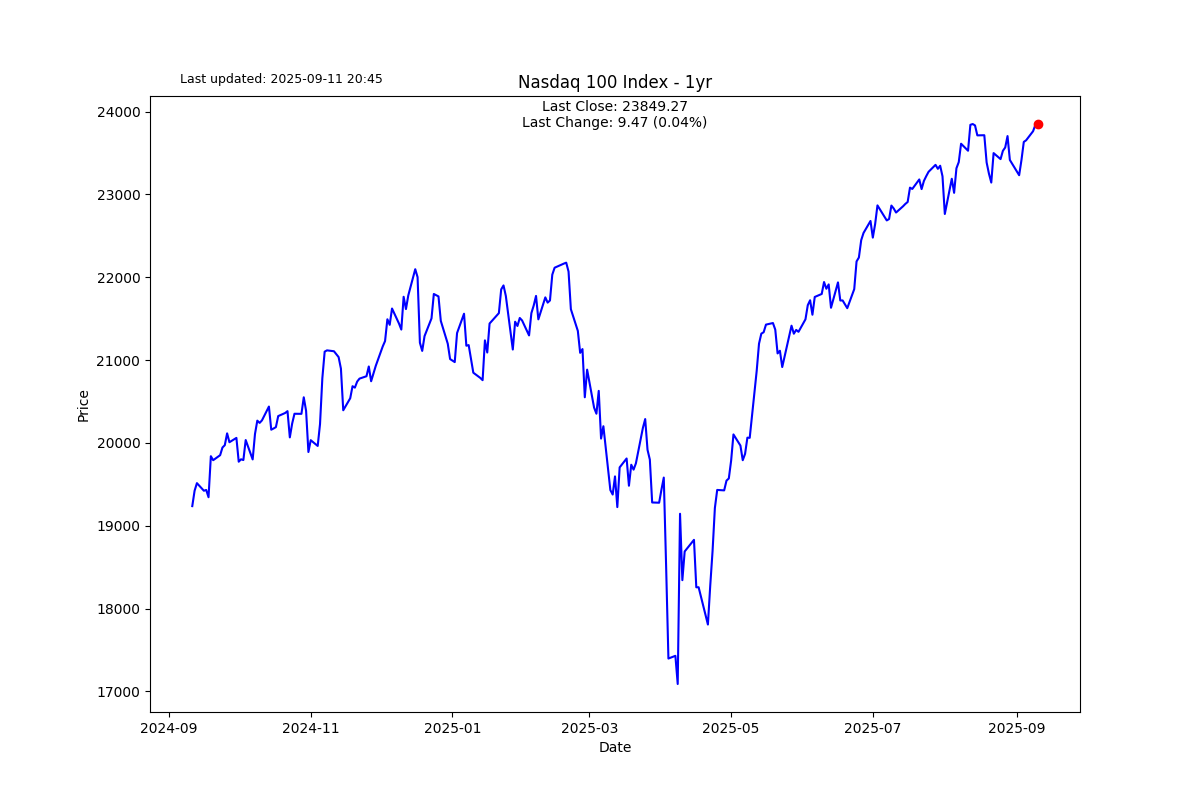 Last updated: 2025-09-11 20:45
Nasdaq 100 Index - 1yr
Last Close: 23849.27
Last Change: 9.47 (0.04%)
24000
23000
22000
21000
20000
19000
18000
17000
Price
2024-09 2024-11 2025-01 2025-03 2025-05 2025-07 2025-09
Date